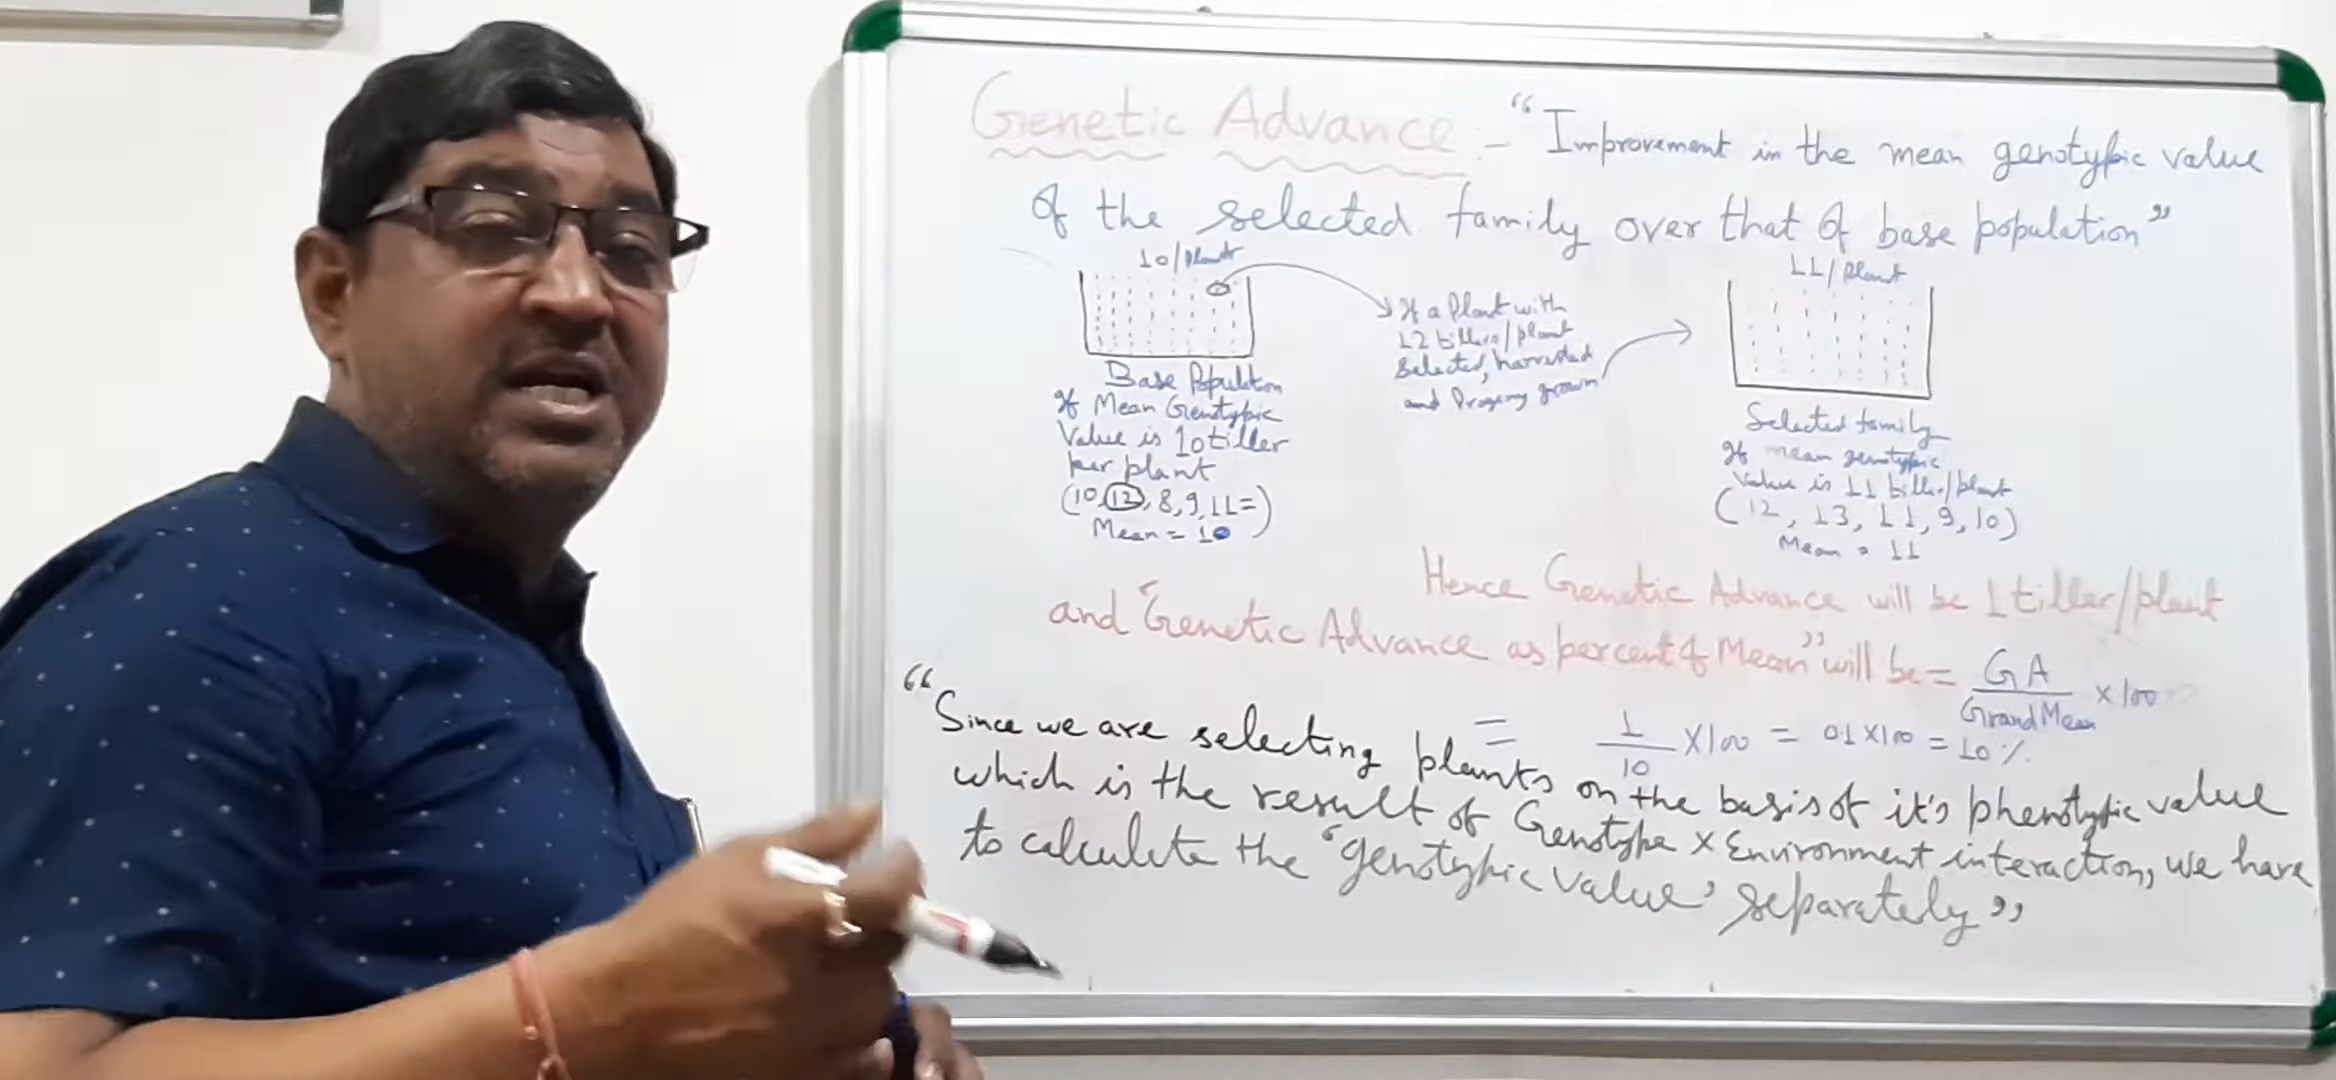 Genetic Advance - "Improvement in the mean genotypic value
of the selected family over that of base population"
10/plant
Base Population
If Mean Genotypic
Value is 10 tiller
per plant
(10, 12, 8, 9, 11=)
Mean = 10
If a Plant with
12 tillers/plant
Selected, harvested
and Progeny grown
11/plant
Selected family
If mean genotypic
Value is 11 tiller/plant
(12, 13, 11, 9, 10)
Mean = 11
Hence Genetic Advance will be 1 tiller/plant
and "Genetic Advance as percent of Mean" will be = GA / Grand Mean × 100
= 1 / 10 × 100 = 0.1 × 100 = 10 %.
"Since we are selecting plants on the basis of it's phenotypic value
which is the result of Genotype × Environment interaction, we have
to calculate the 'genotypic value' separately"